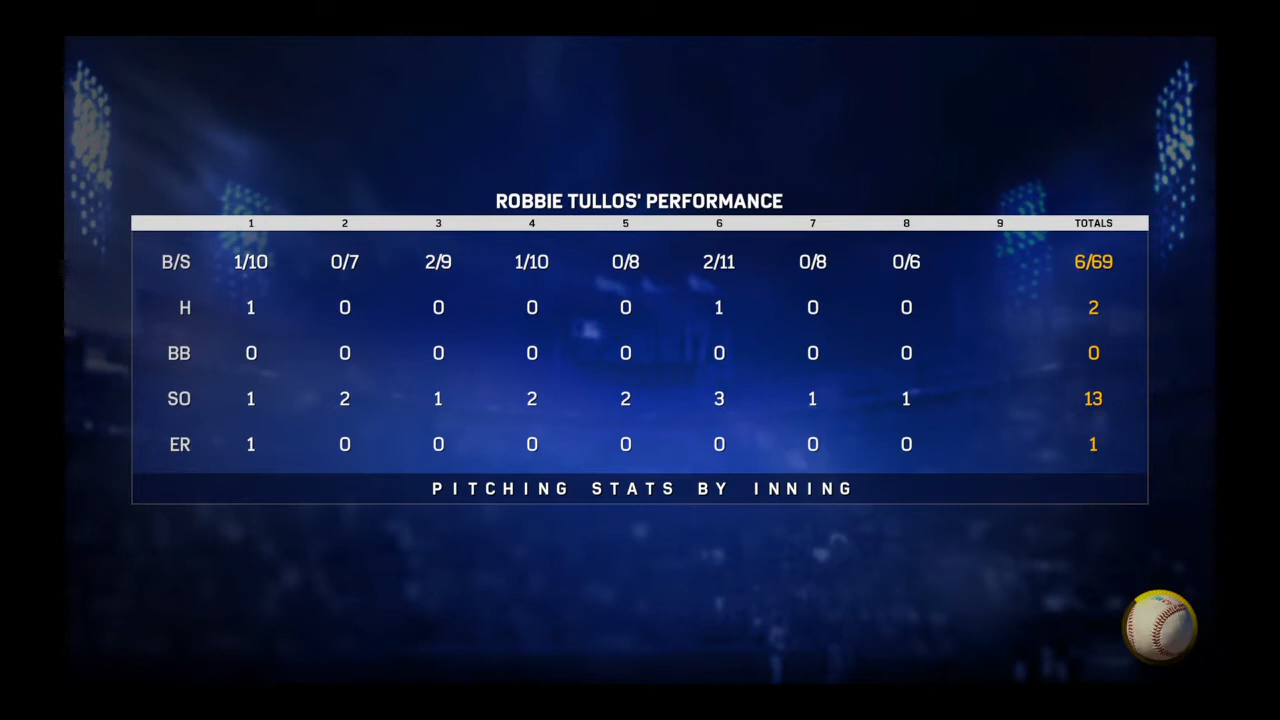 ROBBIE TULLOS' PERFORMANCE
1 2 3 4 5 6 7 8 9 TOTALS
B/S 1/10 0/7 2/9 1/10 0/8 2/11 0/8 0/6 6/69
H 1 0 0 0 0 1 0 0 2
BB 0 0 0 0 0 0 0 0 0
SO 1 2 1 2 2 3 1 1 13
ER 1 0 0 0 0 0 0 0 1
PITCHING STATS BY INNING